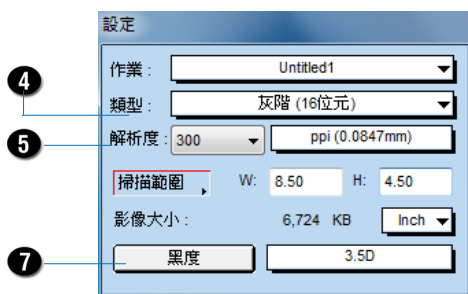 設定
作業 : Untitled1
4
類型 : 灰階 (16位元)
5 解析度 : 300 ppi (0.0847mm)
掃描範圍 W: 8.50 H: 4.50
影像大小 : 6,724 KB Inch
7 黑度 3.5D